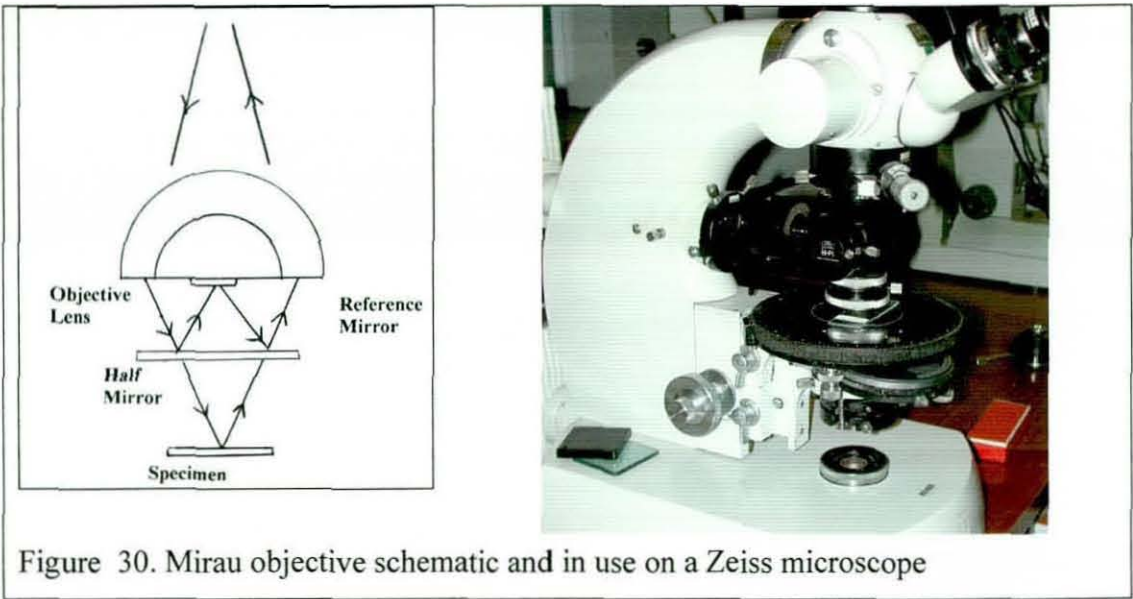 Objective
Lens
Reference
Mirror
Half
Mirror
Specimen
Figure 30. Mirau objective schematic and in use on a Zeiss microscope